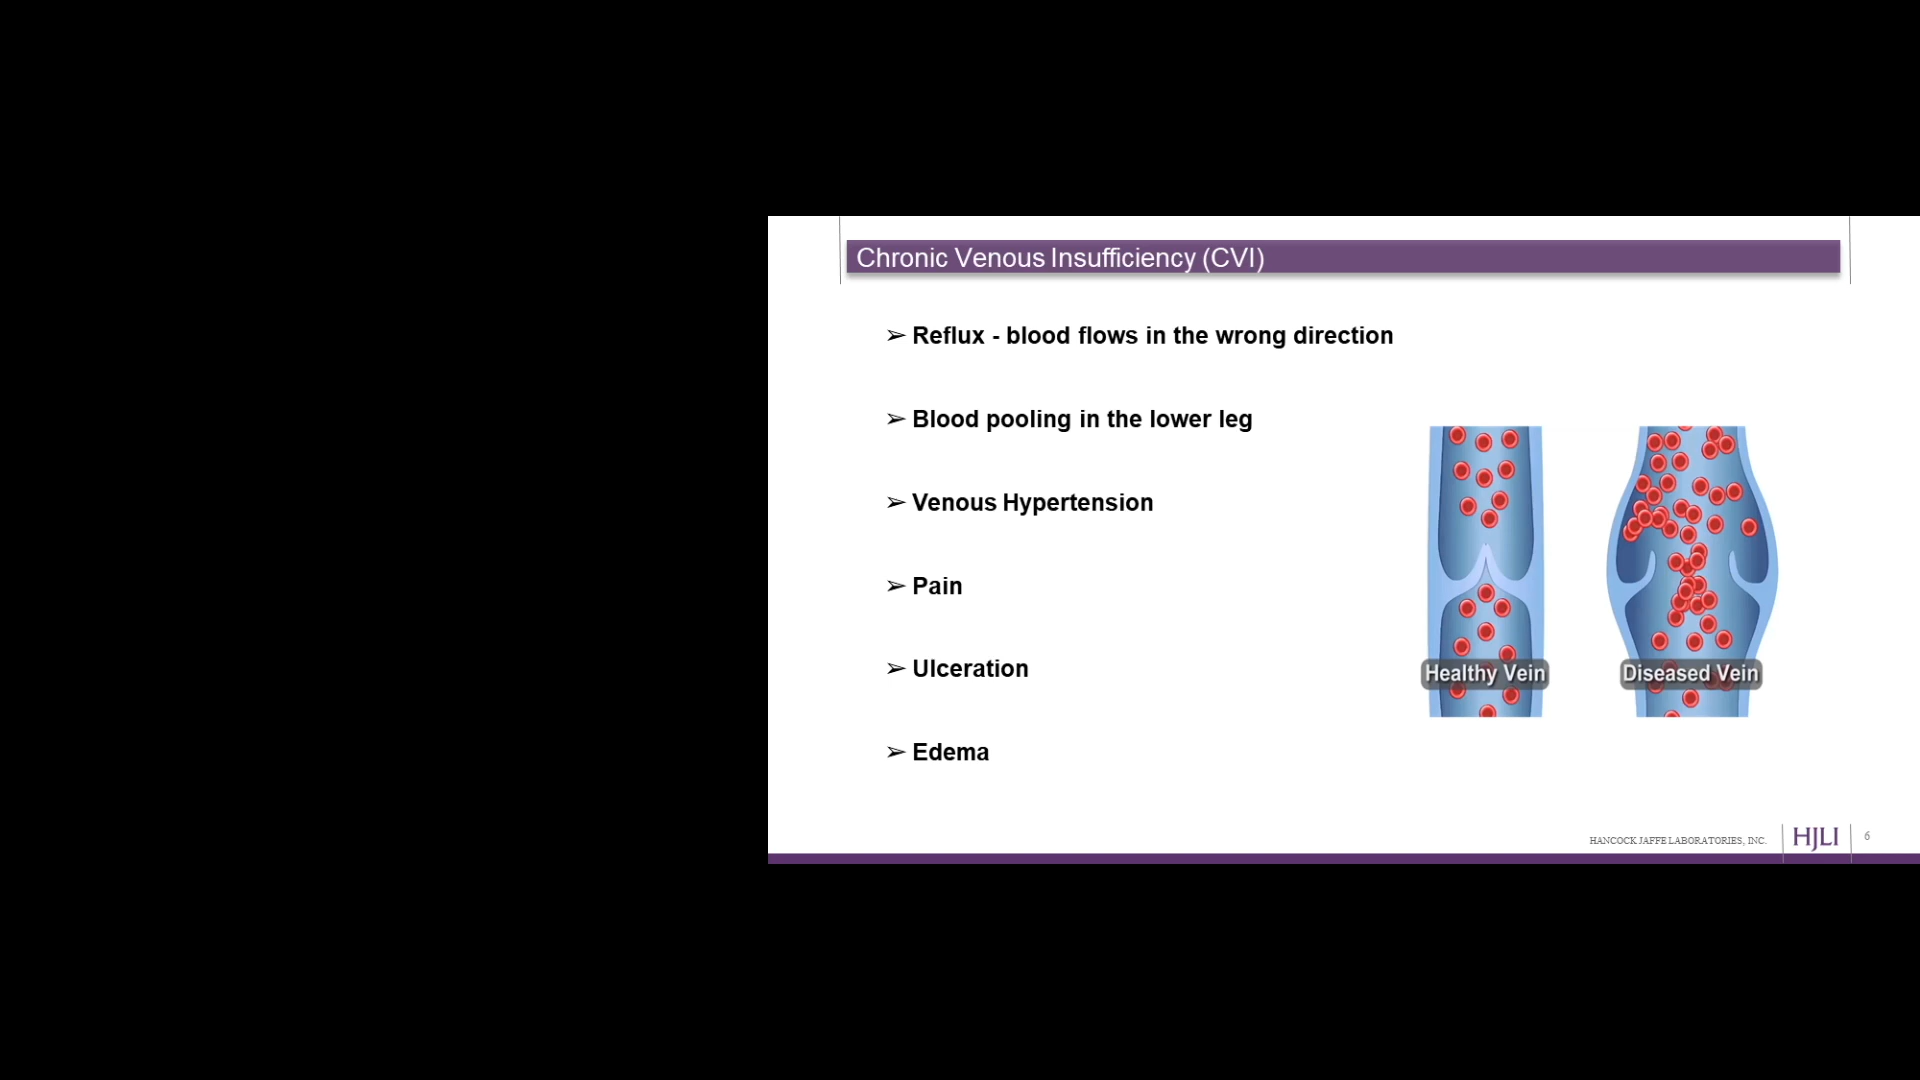 Chronic Venous Insufficiency (CVI)
➢ Reflux - blood flows in the wrong direction
➢ Blood pooling in the lower leg
➢ Venous Hypertension
➢ Pain
➢ Ulceration
➢ Edema
Healthy Vein
Diseased Vein
HANCOCK JAFFE LABORATORIES, INC.
HJLI
6